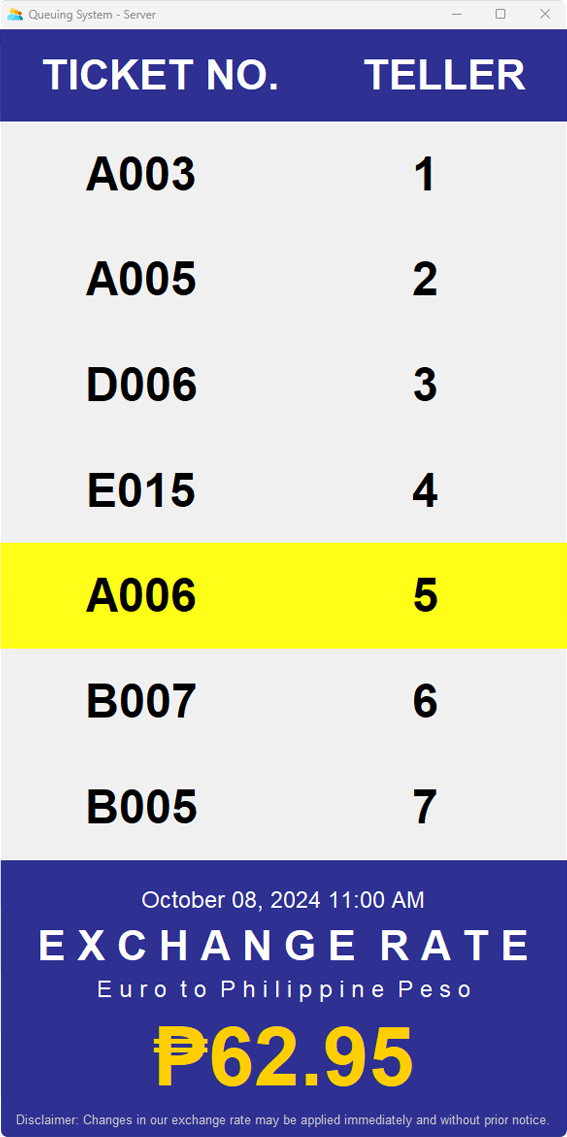 Queuing System - Server
TICKET NO. TELLER
A003 1
A005 2
D006 3
E015 4
A006 5
B007 6
B005 7
October 08, 2024 11:00 AM
EXCHANGE RATE
Euro to Philippine Peso
₱62.95
Disclaimer: Changes in our exchange rate may be applied immediately and without prior notice.